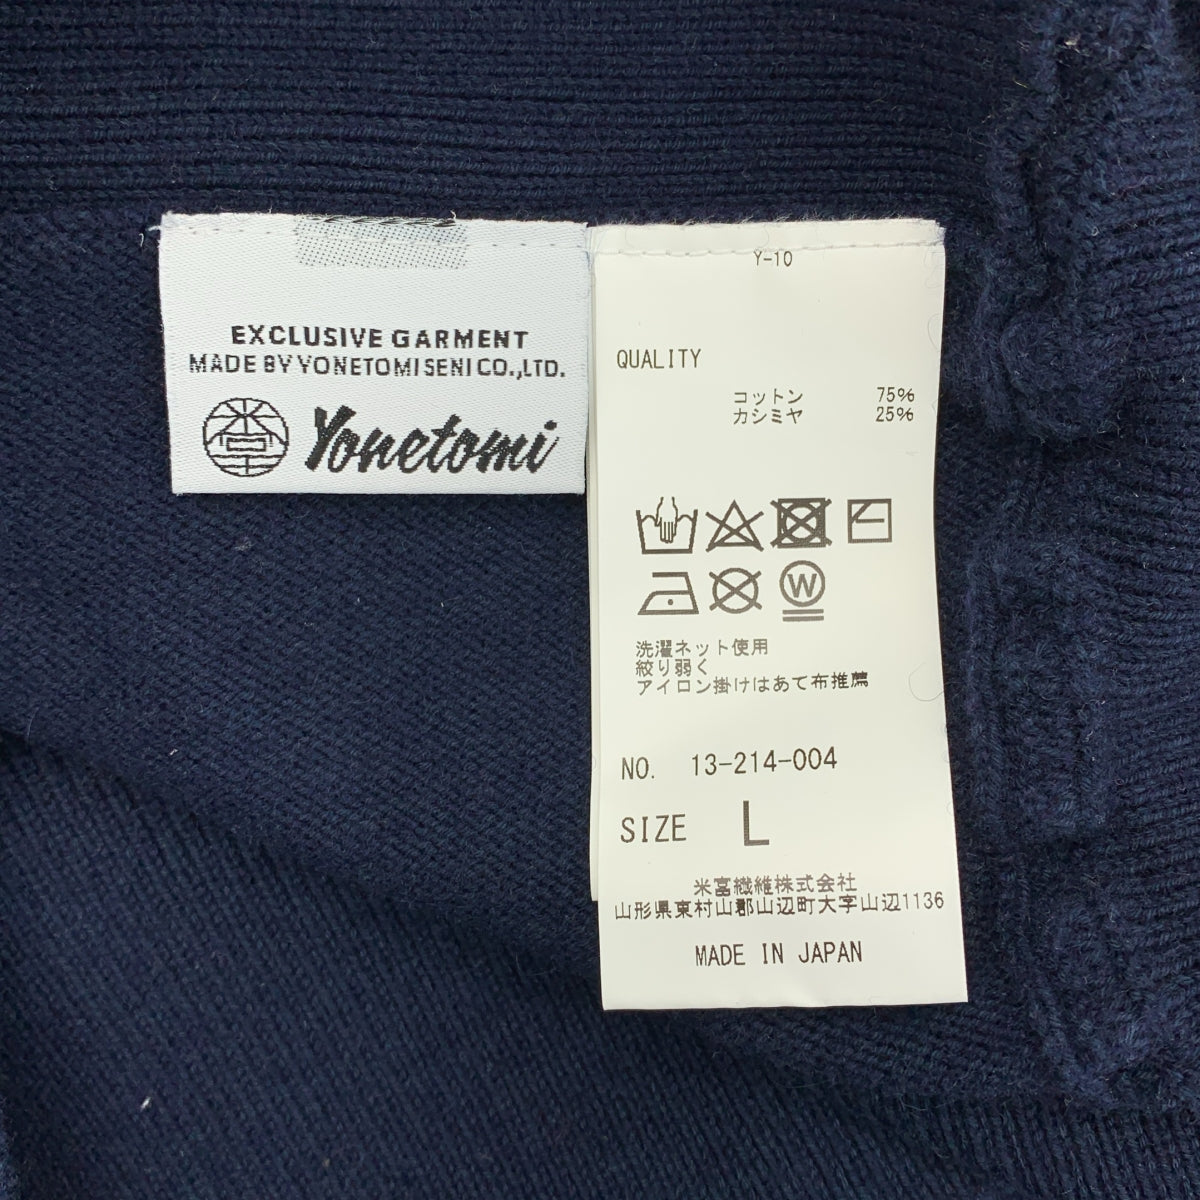 EXCLUSIVE GARMENT
MADE BY YONETOMI SENI CO.,LTD.
Yonetomi
Y-10
QUALITY
コットン 75%
カシミヤ 25%
W
洗濯ネット使用
絞り弱く
アイロン掛けはあて布推薦
NO. 13-214-004
SIZE L
米富繊維株式会社
山形県東村山郡山辺町大字山辺1136
MADE IN JAPAN